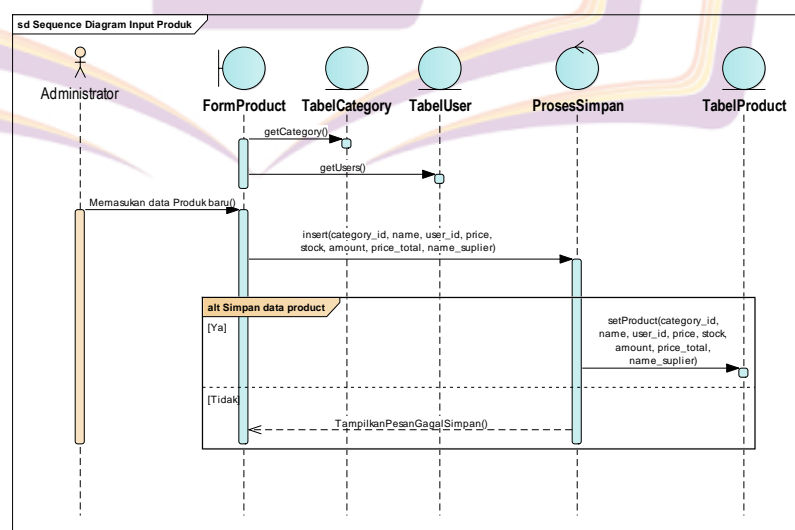 sd Sequence Diagram Input Produk
Administrator
FormProduct
TabelCategory
TabelUser
ProsesSimpan
TabelProduct
getCategory()
getUsers()
Memasukan data Produk baru()
insert(category_id, name, user_id, price,
stock, amount, price_total, name_suplier)
alt Simpan data product
[Ya]
setProduct(category_id,
name, user_id, price, stock,
amount, price_total,
name_suplier)
[Tidak]
TampilkanPesanGagalSimpan()